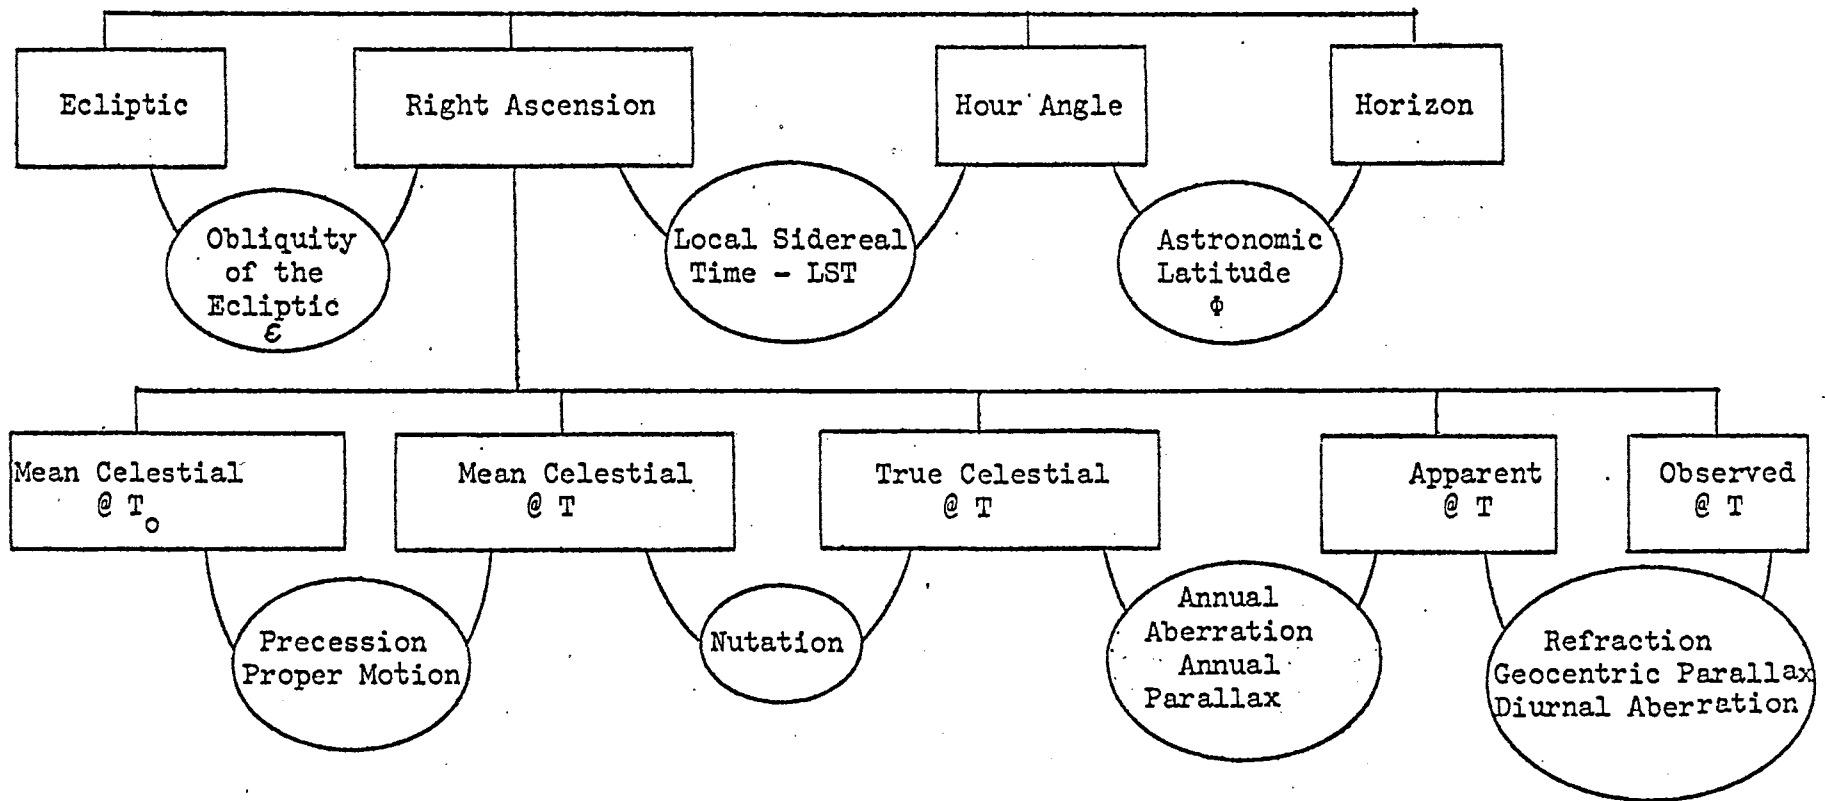 Ecliptic
Right Ascension
Hour Angle
Horizon
Obliquity
of the
Ecliptic
ε
Local Sidereal
Time - LST
Astronomic
Latitude
Φ
Mean Celestial
@ T₀
Mean Celestial
@ T
True Celestial
@ T
Apparent
@ T
Observed
@ T
Precession
Proper Motion
Nutation
Annual
Aberration
Annual
Parallax
Refraction
Geocentric Parallax
Diurnal Aberration